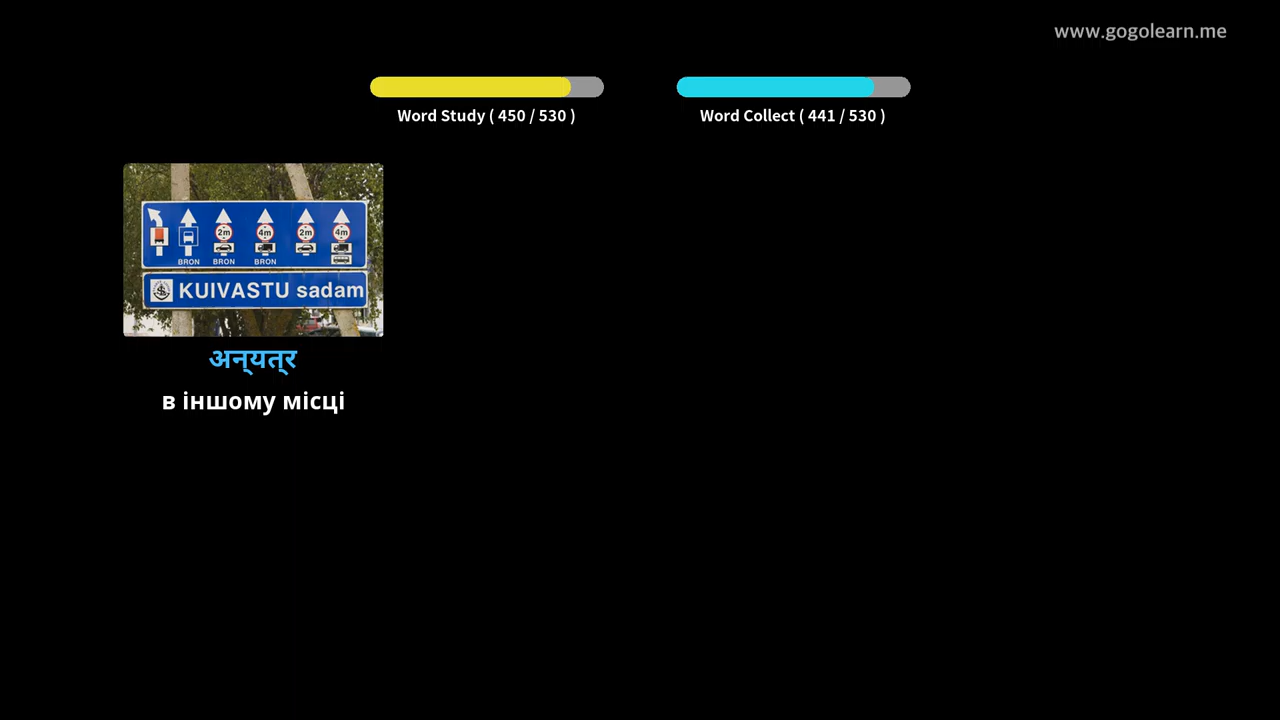 www.gogolearn.me
Word Study ( 450 / 530 )
Word Collect ( 441 / 530 )
2m 4m 2m 4m
BRON BRON BRON
KUIVASTU sadam
अन्‌यत्‌र
в іншому місці